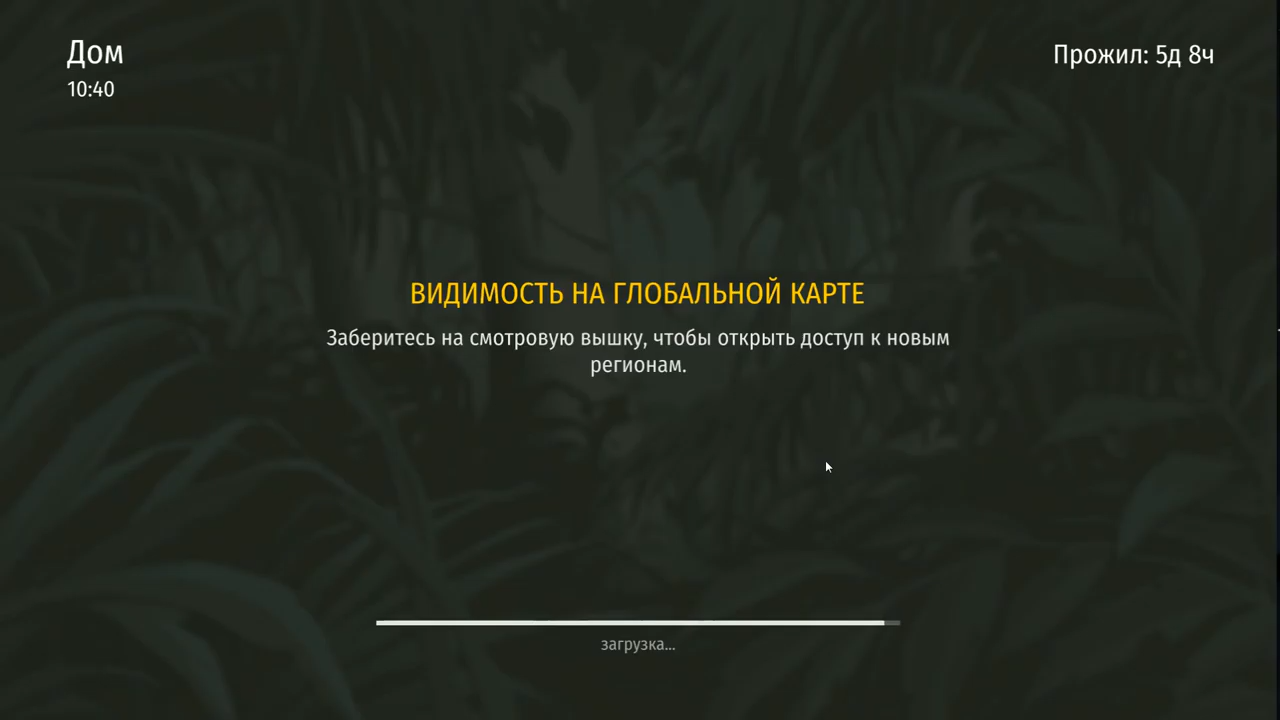 Дом
Прожил: 5д 8ч
10:40
ВИДИМОСТЬ НА ГЛОБАЛЬНОЙ КАРТЕ
Заберитесь на смотровую вышку, чтобы открыть доступ к новым
регионам.
загрузка...